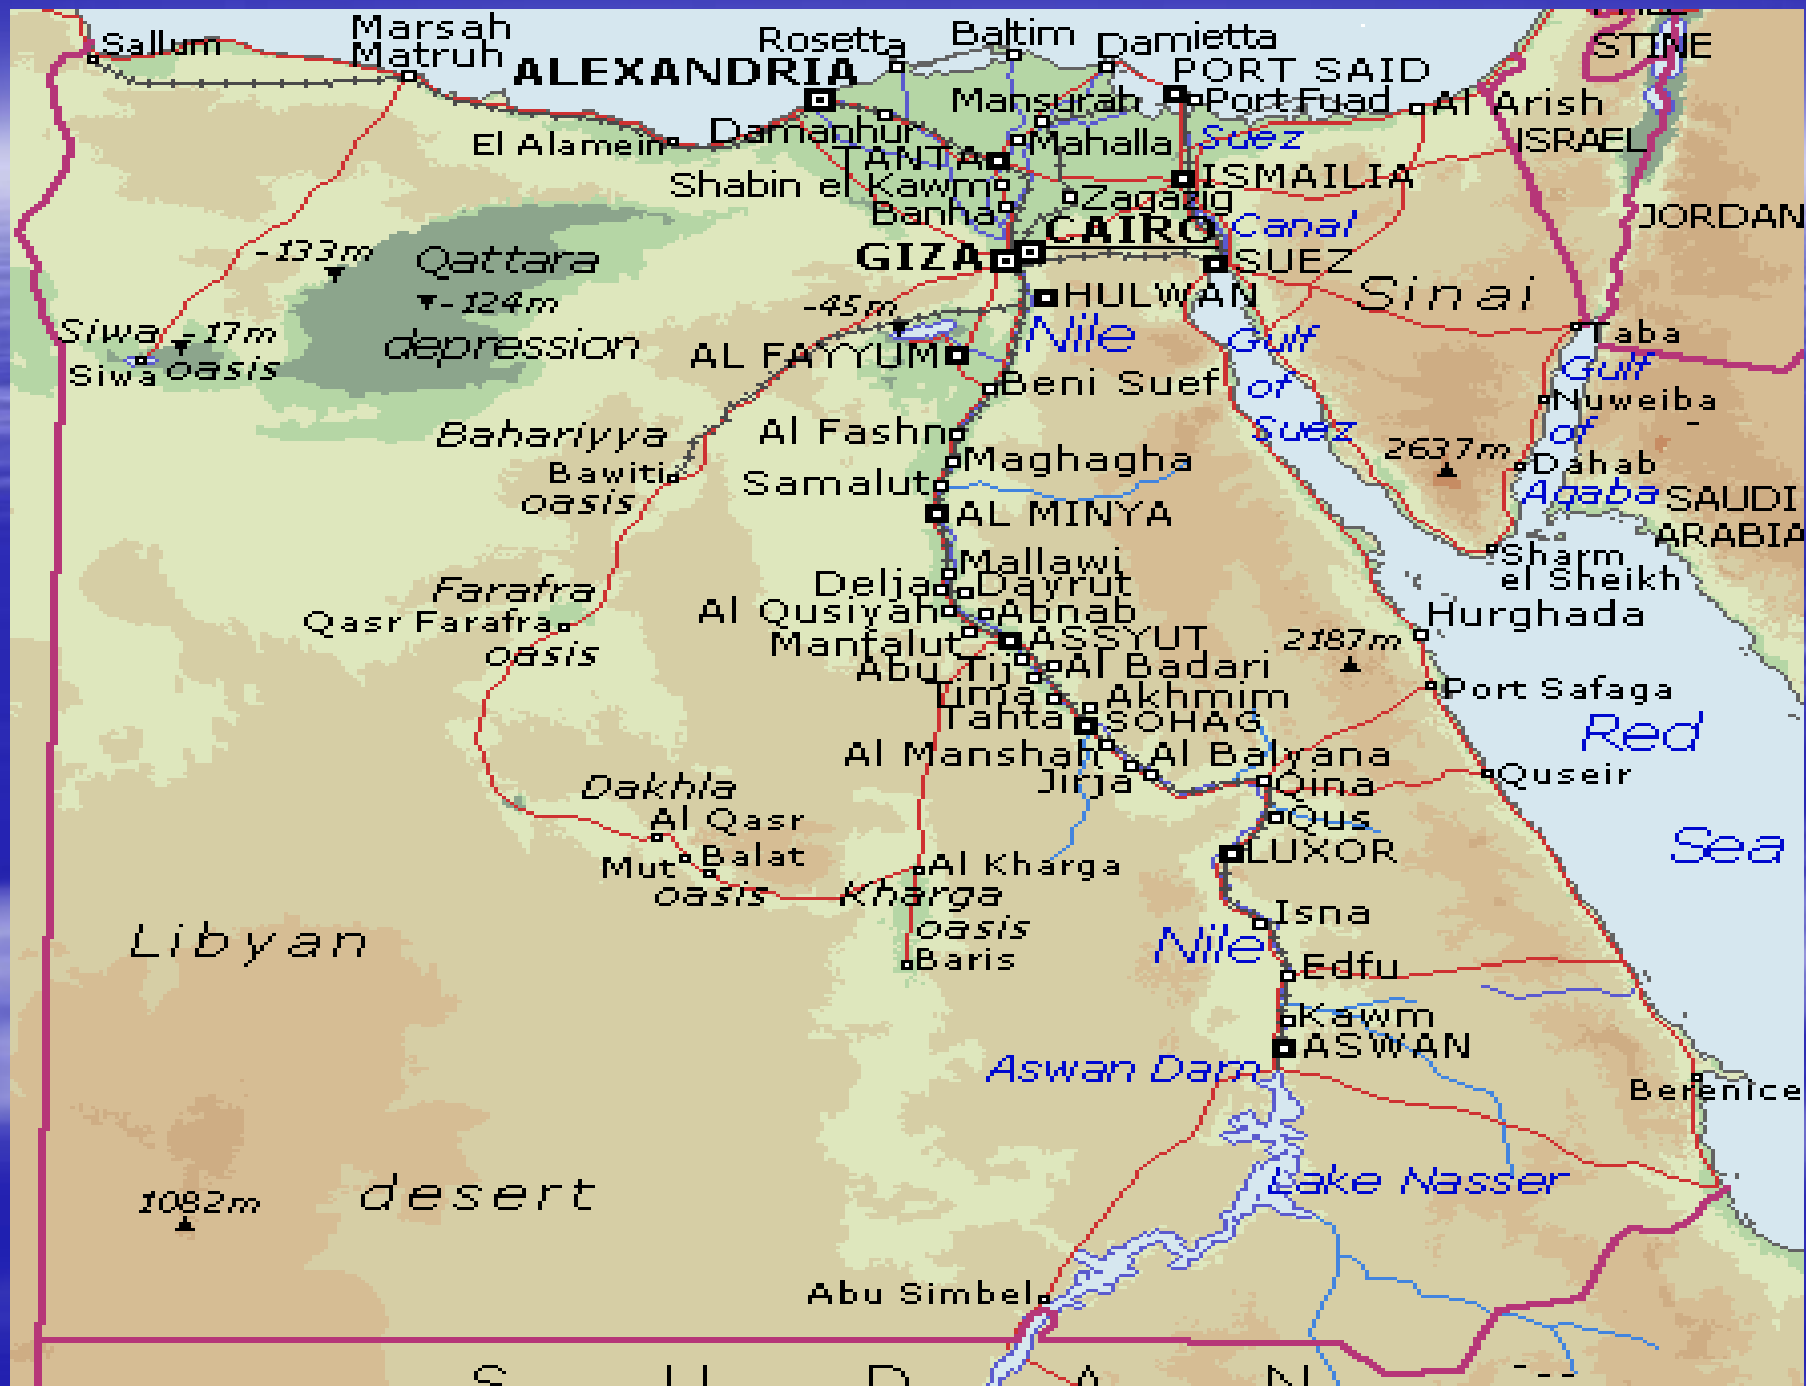 Sallum
Marsah
Matruh
Rosetta
Baltim
Damietta
STINE
ALEXANDRIA
PORT SAID
Mansurah
Port Fuad
Al Arish
Damanhur
El Alamein
Mahalla
Suez
ISRAEL
TANTA
Shabin el Kawm
ISMAILIA
Zagazig
Banha
JORDAN
CAIRO
Canal
-133m
Qattara
GIZA
SUEZ
-124m
-45m
HULWAN
Sinai
Siwa -17m
depression
Nile
Gulf
Taba
Siwa oasis
AL FAYYUM
Gulf
Beni Suef
of
Nuweiba
Bahariyya
Al Fashn
Suez
of
2637m
Bawiti
Maghagha
Dahab
oasis
Samalut
Aqaba
SAUDI
AL MINYA
ARABIA
Mallawi
Sharm
el Sheikh
Farafra
Delja
Dayrut
Qasr Farafra
Al Qusiyah
Abnab
Hurghada
oasis
Manfalut
ASSYUT
2187m
Abu Tij
Al Badari
Tima
Akhmim
Port Safaga
Tahta
SOHAG
Red
Al Manshah
Al Balyana
Dakhla
Jirja
Qina
Quseir
Al Qasr
Qus
Mut
Balat
LUXOR
Sea
oasis
Al Kharga
Kharga
oasis
Isna
Libyan
Baris
Nile
Edfu
Kawm
ASWAN
Aswan Dam
Berenice
1082m
desert
Lake Nasser
Abu Simbel
S U D A N